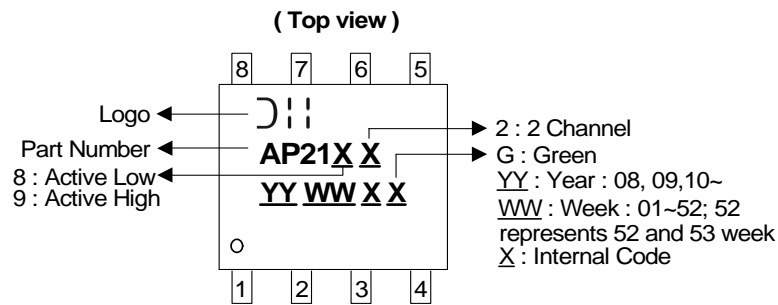 ( Top view )
8 7 6 5
Logo
Part Number
8 : Active Low
9 : Active High
AP21X X
YY WW X X
2 : 2 Channel
G : Green
YY : Year : 08, 09,10~
WW : Week : 01~52; 52
represents 52 and 53 week
X : Internal Code
1 2 3 4